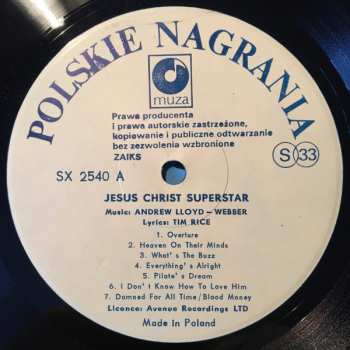 POLSKIE NAGRANIA
muza
Prawa producenta
i prawa autorskie zastrzeżone,
kopiowanie i publiczne odtwarzanie
bez zezwolenia wzbronione
ZAIKS
S 33
SX 2540 A
JESUS CHRIST SUPERSTAR
Music: ANDREW LLOYD-WEBBER
Lyrics: TIM RICE
1. Overture
2. Heaven On Their Minds
3. What's The Buzz
4. Everything's Alright
5. Pilate's Dream
6. I Don't Know How To Love Him
7. Damned For All Time/Blood Money
Licence: Avenue Recordings LTD
Made in Poland